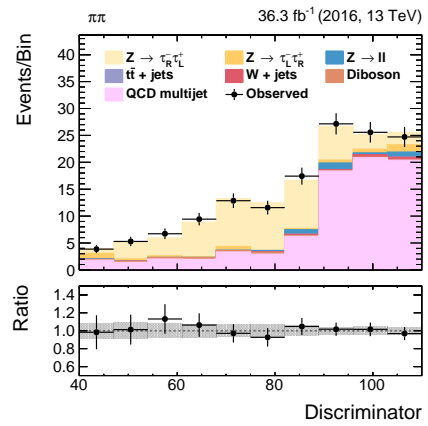 ππ 36.3 fb⁻¹ (2016, 13 TeV)
Events/Bin
40
35
30
25
20
15
10
5
0
Z → τ⁻_R τ⁺_L Z → τ⁻_L τ⁺_R Z → ll
tt̄ + jets W + jets Diboson
QCD multijet Observed
Ratio
1.4
1.2
1.0
0.8
0.6
40 60 80 100
Discriminator